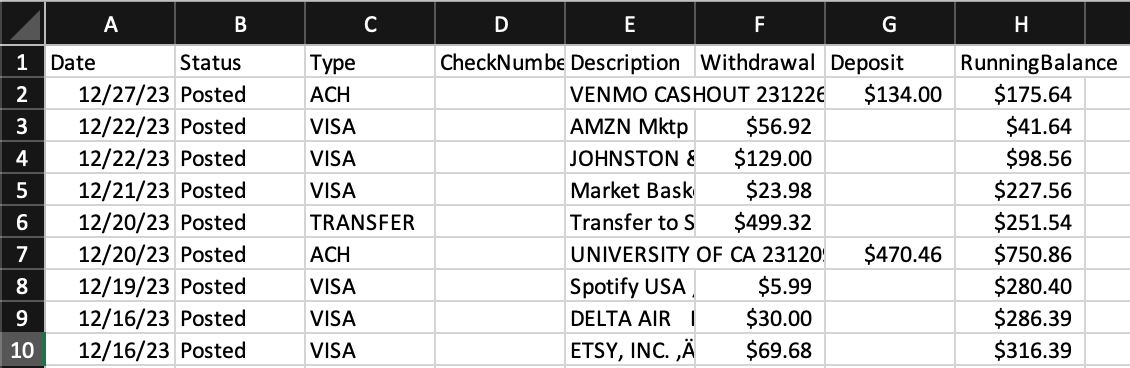 A B C D E F G H
1 Date Status Type CheckNumbe Description Withdrawal Deposit RunningBalance
2 12/27/23 Posted ACH VENMO CASHOUT 231226 $134.00 $175.64
3 12/22/23 Posted VISA AMZN Mktp $56.92 $41.64
4 12/22/23 Posted VISA JOHNSTON & $129.00 $98.56
5 12/21/23 Posted VISA Market Bask $23.98 $227.56
6 12/20/23 Posted TRANSFER Transfer to S $499.32 $251.54
7 12/20/23 Posted ACH UNIVERSITY OF CA 23120 $470.46 $750.86
8 12/19/23 Posted VISA Spotify USA , $5.99 $280.40
9 12/16/23 Posted VISA DELTA AIR $30.00 $286.39
10 12/16/23 Posted VISA ETSY, INC. ,Ä $69.68 $316.39